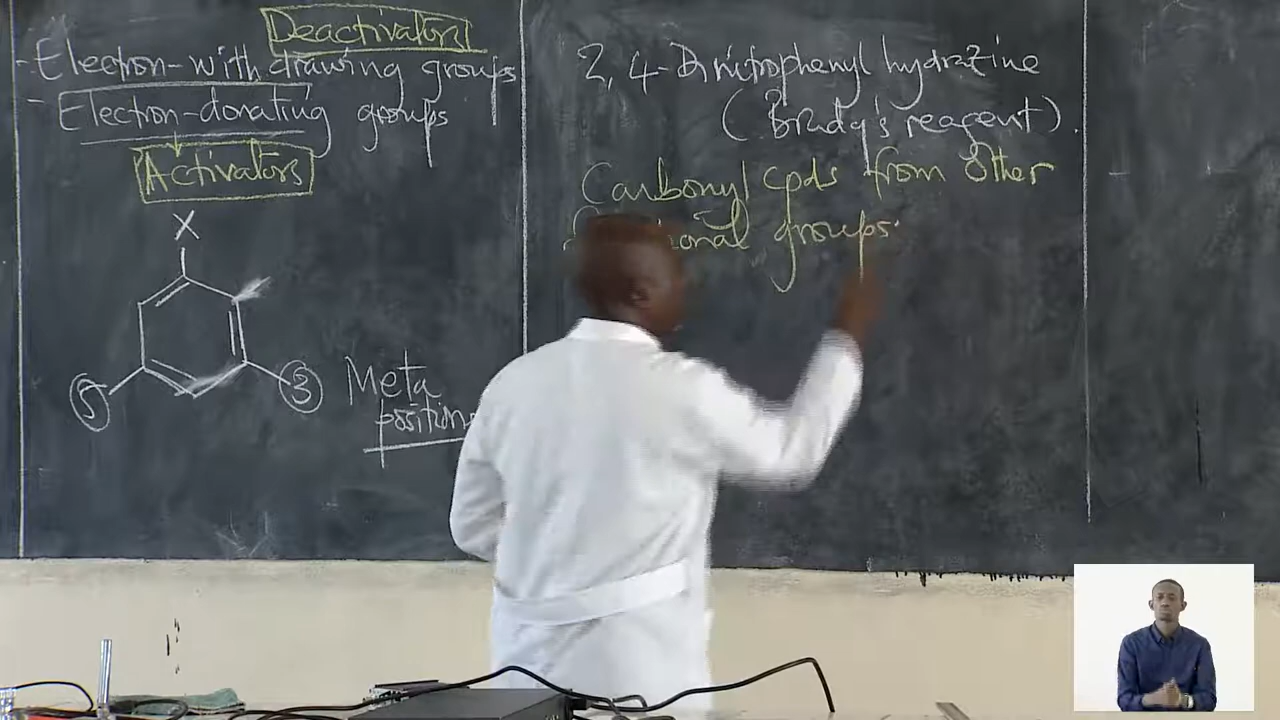 Deactivators
- Electron-withdrawing groups
- Electron-donating groups
Activators
X
5
3
Meta
positions
2,4-Dinitrophenyl hydrazine
(Brady's reagent).
Carbonyl cpds from other
groups.